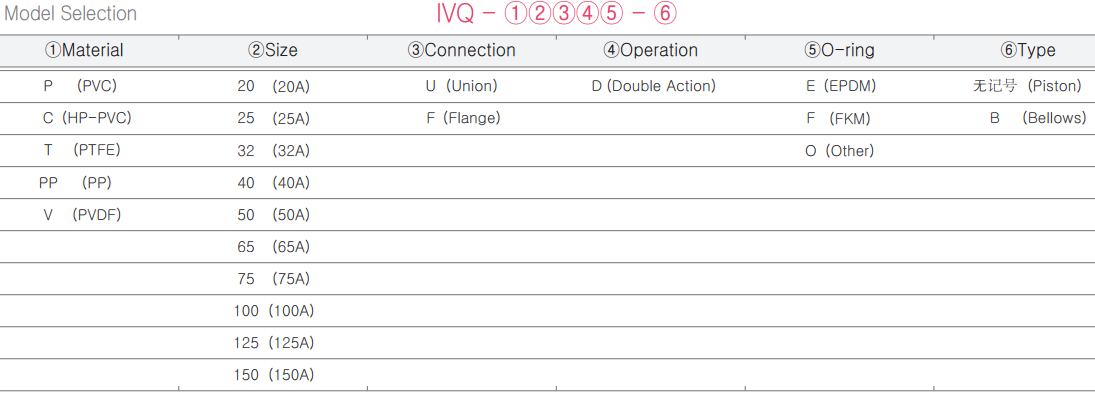 Model Selection IVQ - ①②③④⑤ - ⑥
①Material ②Size ③Connection ④Operation ⑤O-ring ⑥Type
P (PVC) 20 (20A) U (Union) D (Double Action) E (EPDM) 无记号 (Piston)
C (HP-PVC) 25 (25A) F (Flange) F (FKM) B (Bellows)
T (PTFE) 32 (32A) O (Other)
PP (PP) 40 (40A)
V (PVDF) 50 (50A)
65 (65A)
75 (75A)
100 (100A)
125 (125A)
150 (150A)